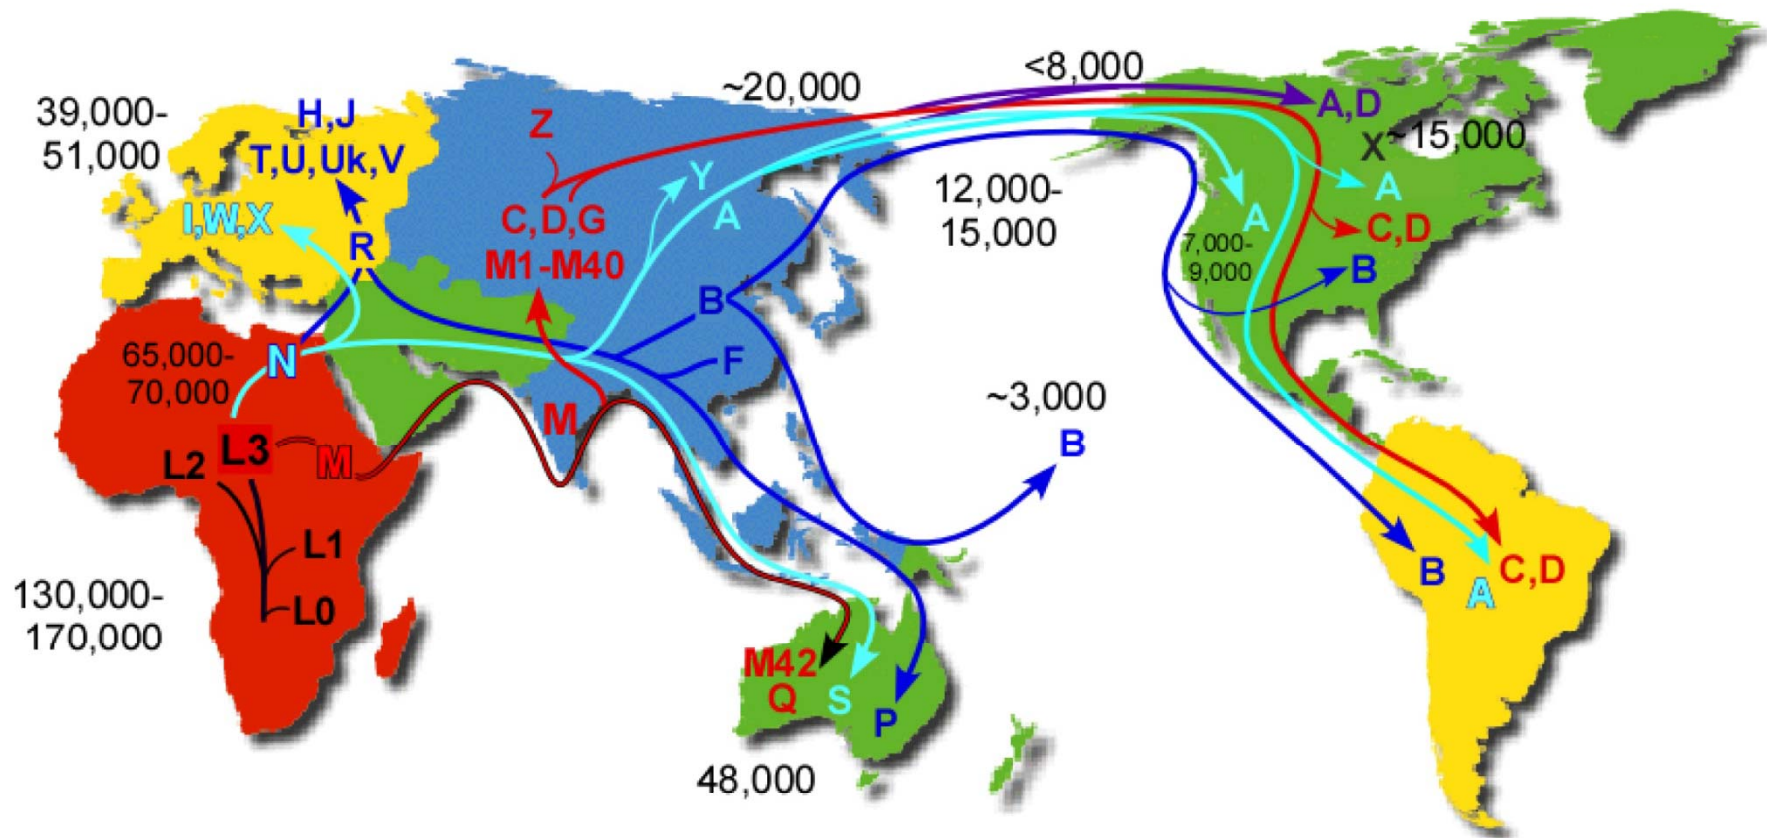 39,000-
51,000
H,J
T,U,Uk,V
I,W,X
R
~20,000
<8,000
Z
Y
A
C,D,G
M1-M40
12,000-
15,000
A,D
X
~15,000
A
A
C,D
7,000-
9,000
B
B
F
65,000-
70,000
N
~3,000
B
M
L3
L2
M
L1
L0
130,000-
170,000
M42
Q
S
P
48,000
B
A
C,D